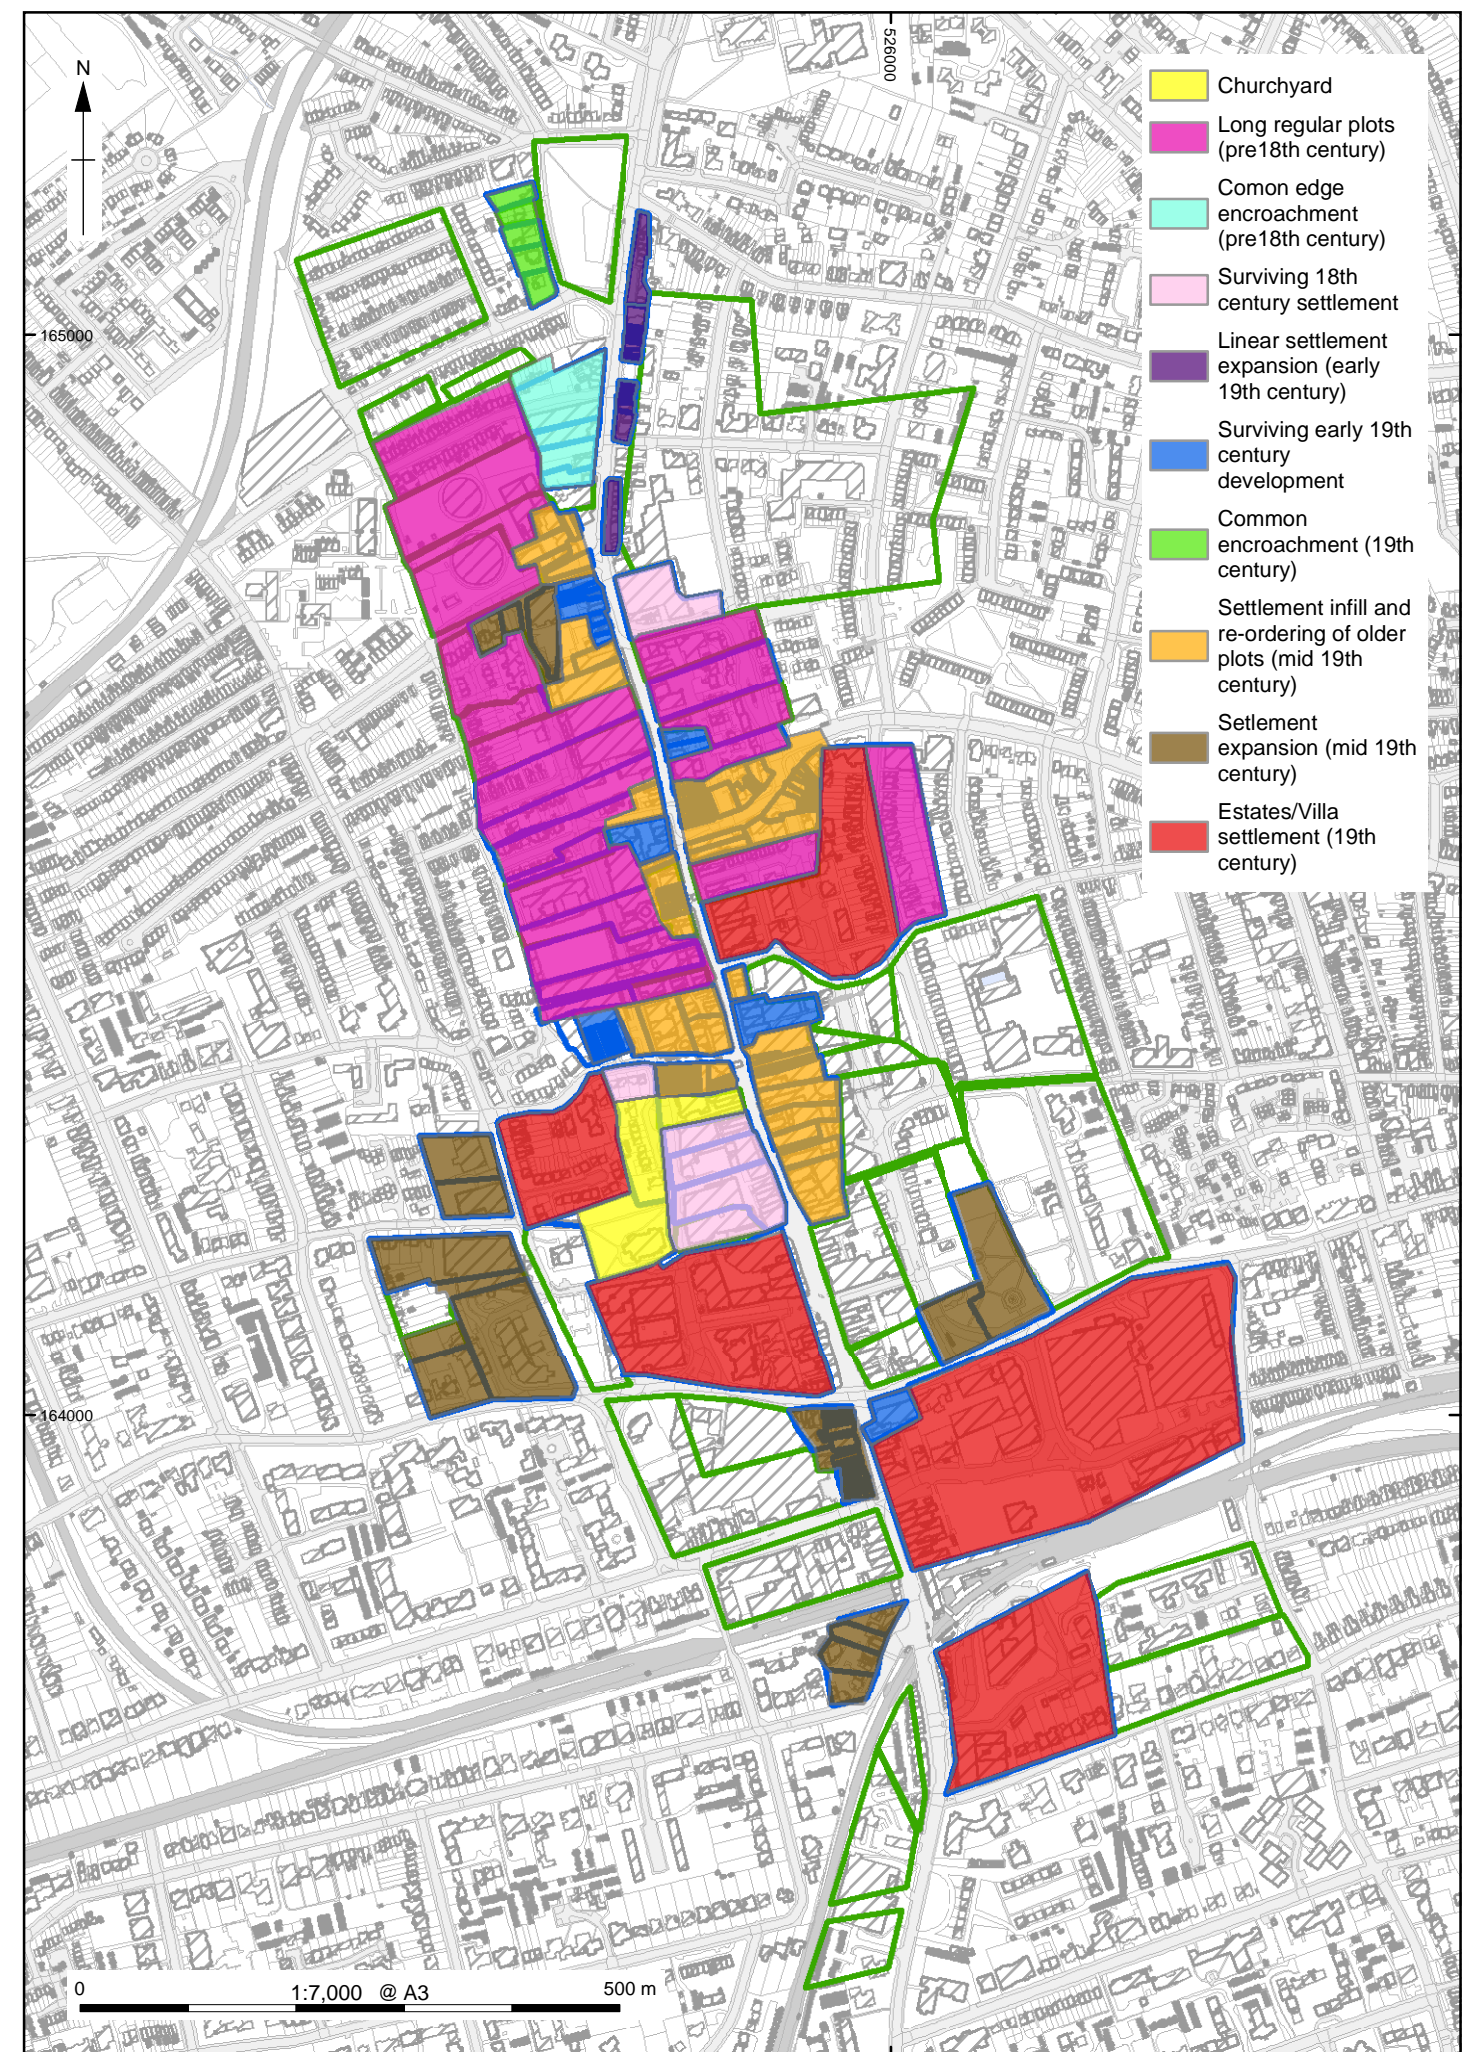 N
526000
165000
164000
Churchyard
Long regular plots
(pre18th century)
Comon edge
encroachment
(pre18th century)
Surviving 18th
century settlement
Linear settlement
expansion (early
19th century)
Surviving early 19th
century
development
Common
encroachment (19th
century)
Settlement infill and
re-ordering of older
plots (mid 19th
century)
Setlement
expansion (mid 19th
century)
Estates/Villa
settlement (19th
century)
0
1:7,000 @ A3
500 m